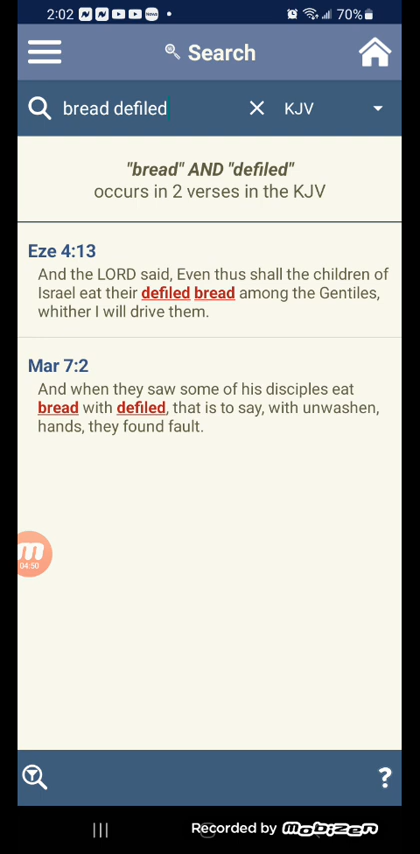 2:02 70%
Search
bread defiled KJV
"bread" AND "defiled"
occurs in 2 verses in the KJV
Eze 4:13
And the LORD said, Even thus shall the children of
Israel eat their defiled bread among the Gentiles,
whither I will drive them.
Mar 7:2
And when they saw some of his disciples eat
bread with defiled, that is to say, with unwashen,
hands, they found fault.
04:50
?
Recorded by mobizen